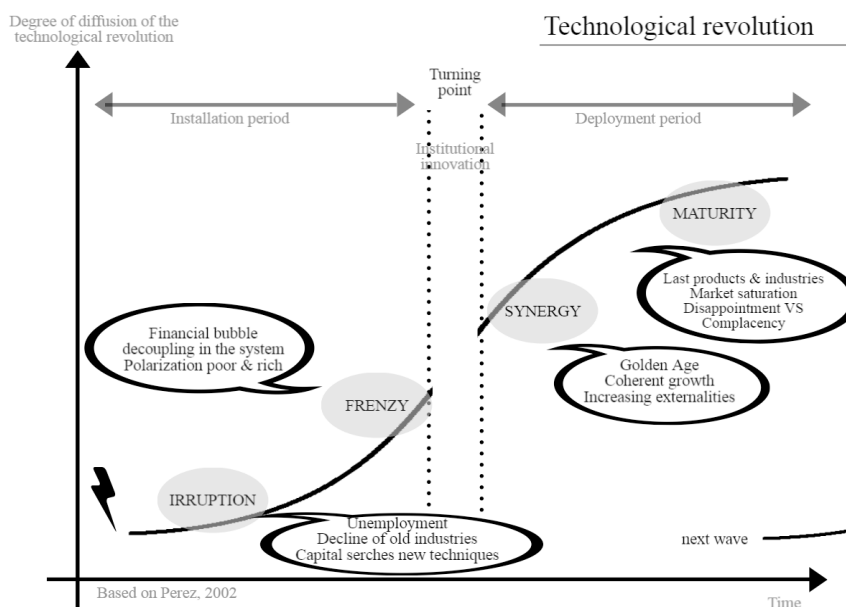 Degree of diffusion of the
technological revolution
Technological revolution
Turning
point
Installation period
Deployment period
Institutional
innovation
MATURITY
Last products & industries
Market saturation
Disappointment VS
Complacency
SYNERGY
Financial bubble
decoupling in the system
Polarization poor & rich
Golden Age
Coherent growth
Increasing externalities
FRENZY
IRRUPTION
Unemployment
Decline of old industries
Capital serches new techniques
next wave
Based on Perez, 2002
Time